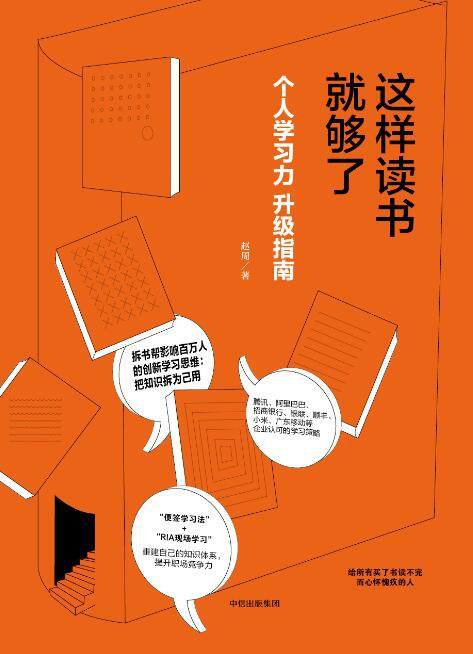 这样读书
就够了
个人学习力 升级指南
赵周／著
拆书帮影响百万人
的创新学习思维：
把知识拆为己用
腾讯、阿里巴巴、
招商银行、银联、顺丰、
小米、广东移动等
企业认可的学习策略
“便签学习法”
+
“RIA现场学习”
重建自己的知识体系，
提升职场竞争力
给所有买了书读不完
而心怀愧疚的人
中信出版集团